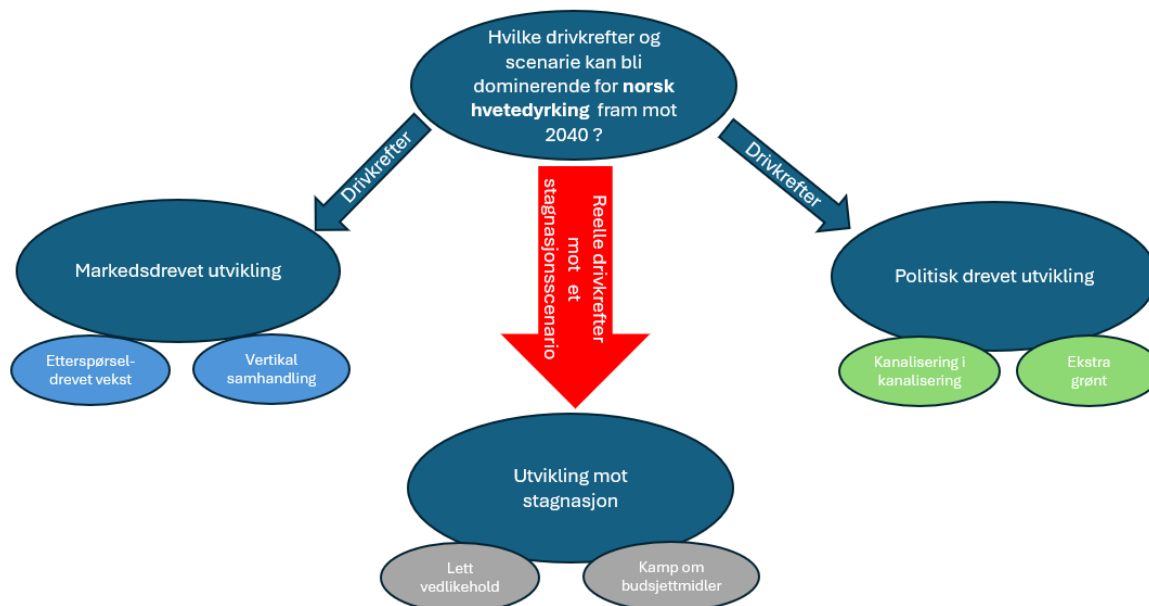 Hvilke drivkrefter og
scenarie kan bli
dominerende for norsk
hvetedyrking fram mot
2040 ?
Drivkrefter
Drivkrefter
Reelle drivkrefter
mot et
stagnasjonsscenario
Markedsdrevet utvikling
Etterspørsel-
drevet vekst
Vertikal
samhandling
Politisk drevet utvikling
Kanalisering i
kanalisering
Ekstra
grønt
Utvikling mot
stagnasjon
Lett
vedlikehold
Kamp om
budsjettmidler